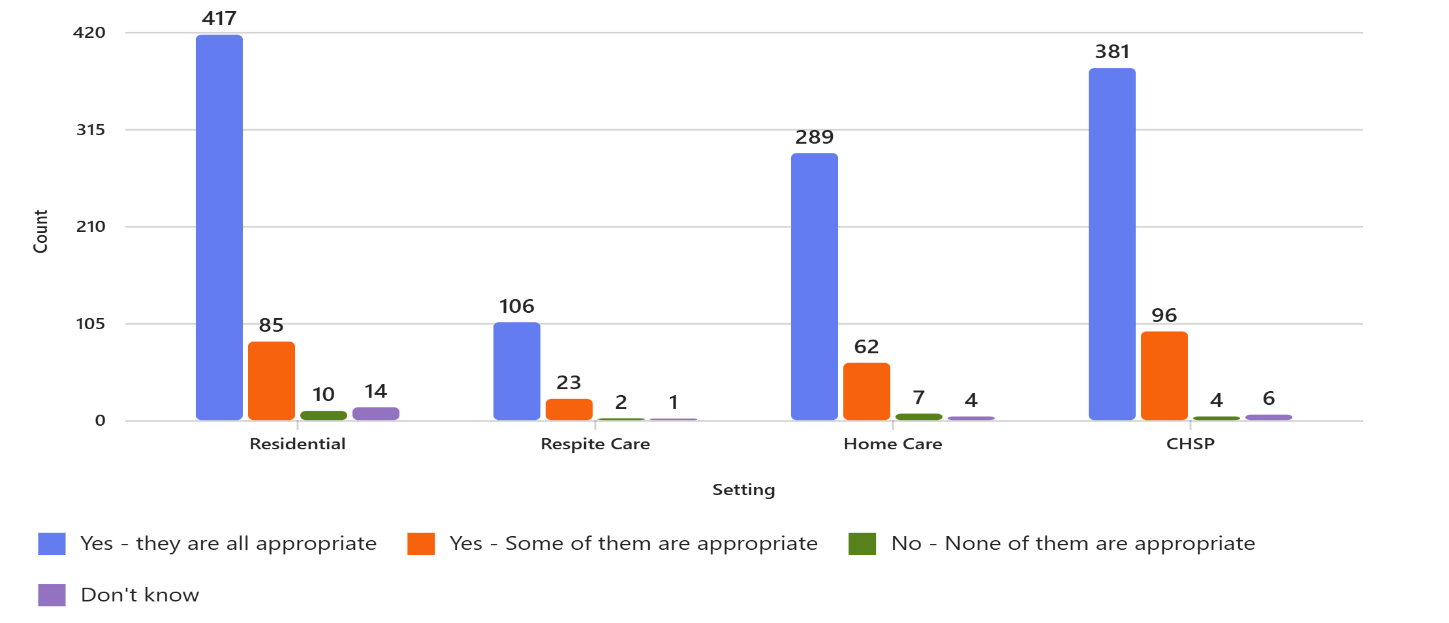 417
420
381
315
289
210
Count
106
105
85
96
62
23
10
14
2
1
7
4
4
6
0
Residential
Respite Care
Home Care
CHSP
Setting
Yes - they are all appropriate
Yes - Some of them are appropriate
No - None of them are appropriate
Don't know